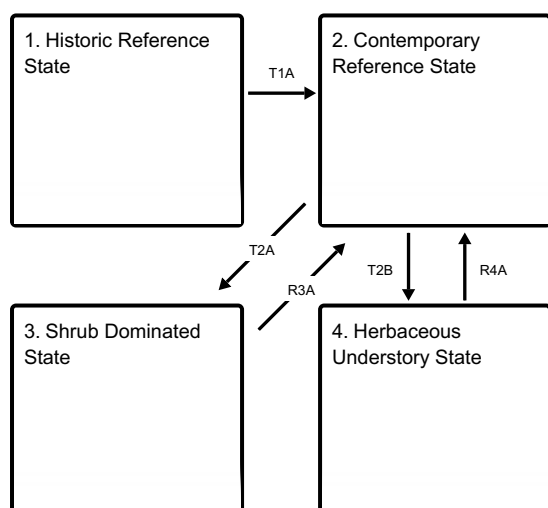 1. Historic Reference
State
2. Contemporary
Reference State
T1A
T2A
R3A
T2B
R4A
3. Shrub Dominated
State
4. Herbaceous
Understory State